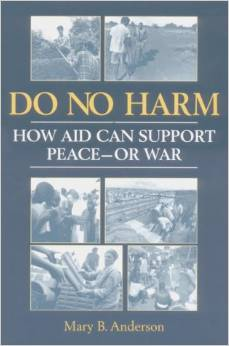 DO NO HARM
HOW AID CAN SUPPORT
PEACE—OR WAR
Mary B. Anderson